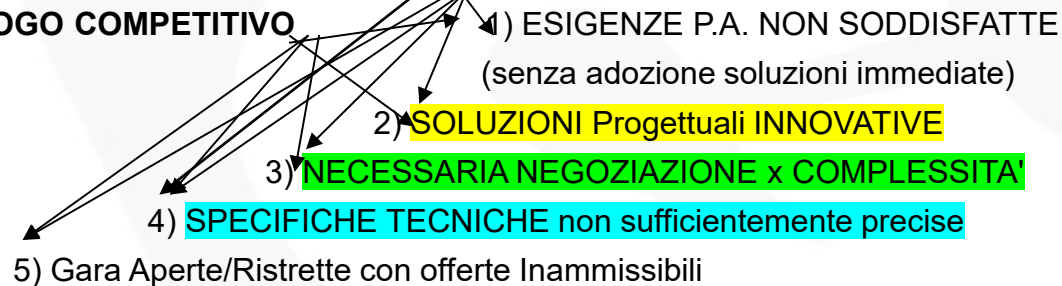 OGO COMPETITIVO 1) ESIGENZE P.A. NON SODDISFATTE
(senza adozione soluzioni immediate)
2) SOLUZIONI Progettuali INNOVATIVE
3) NECESSARIA NEGOZIAZIONE x COMPLESSITA'
4) SPECIFICHE TECNICHE non sufficientemente precise
5) Gara Aperte/Ristrette con offerte Inammissibili